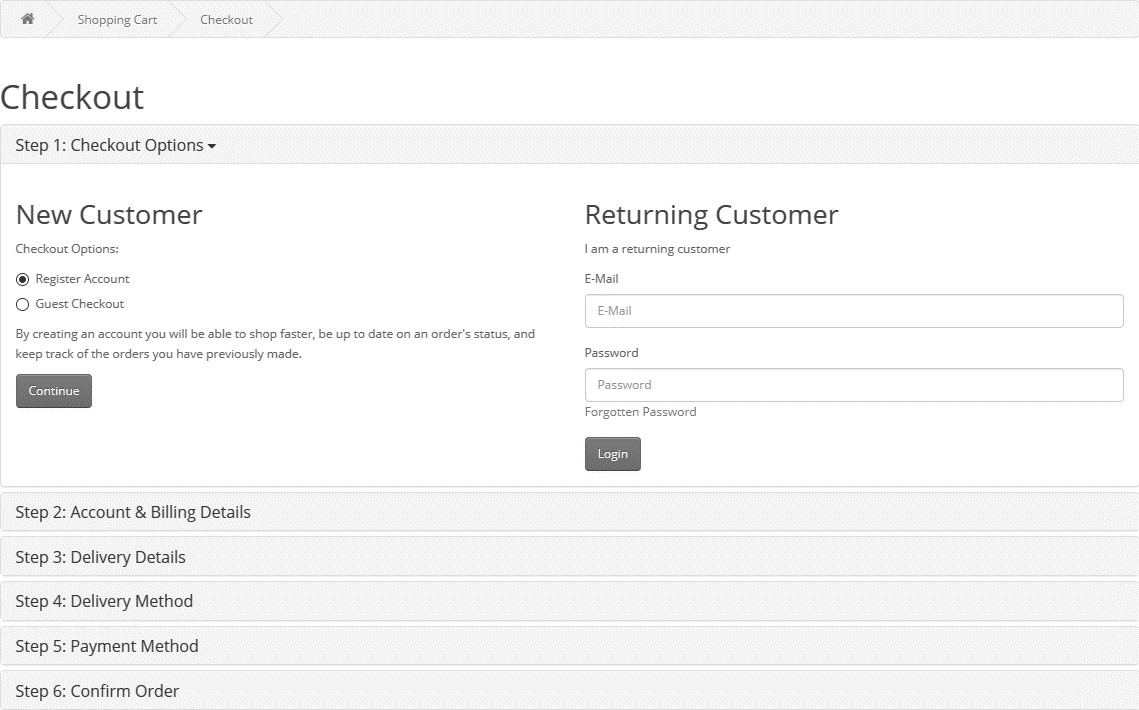 Shopping Cart
Checkout
Checkout
Step 1: Checkout Options
New Customer
Checkout Options:
Register Account
Guest Checkout
By creating an account you will be able to shop faster, be up to date on an order's status, and
keep track of the orders you have previously made.
Continue
Returning Customer
I am a returning customer
E-Mail
E-Mail
Password
Password
Forgotten Password
Login
Step 2: Account & Billing Details
Step 3: Delivery Details
Step 4: Delivery Method
Step 5: Payment Method
Step 6: Confirm Order